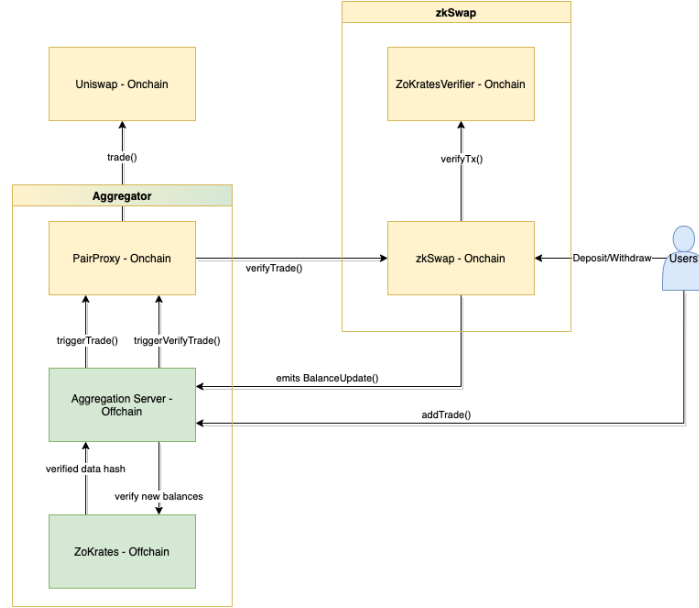 zkSwap
Uniswap - Onchain
ZoKratesVerifier - Onchain
trade()
verifyTx()
Aggregator
PairProxy - Onchain
verifyTrade()
zkSwap - Onchain
Deposit/Withdraw
Users
triggerTrade()
triggerVerifyTrade()
emits BalanceUpdate()
Aggregation Server -
Offchain
addTrade()
verified data hash
verify new balances
ZoKrates - Offchain